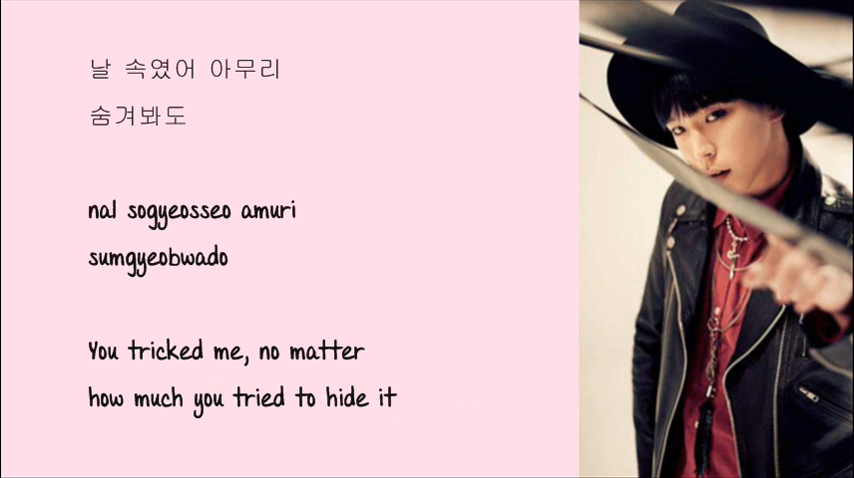 날 속였어 아무리
숨겨봐도
nal sogyeosseo amuri
sumgyeobwado
You tricked me, no matter
how much you tried to hide it